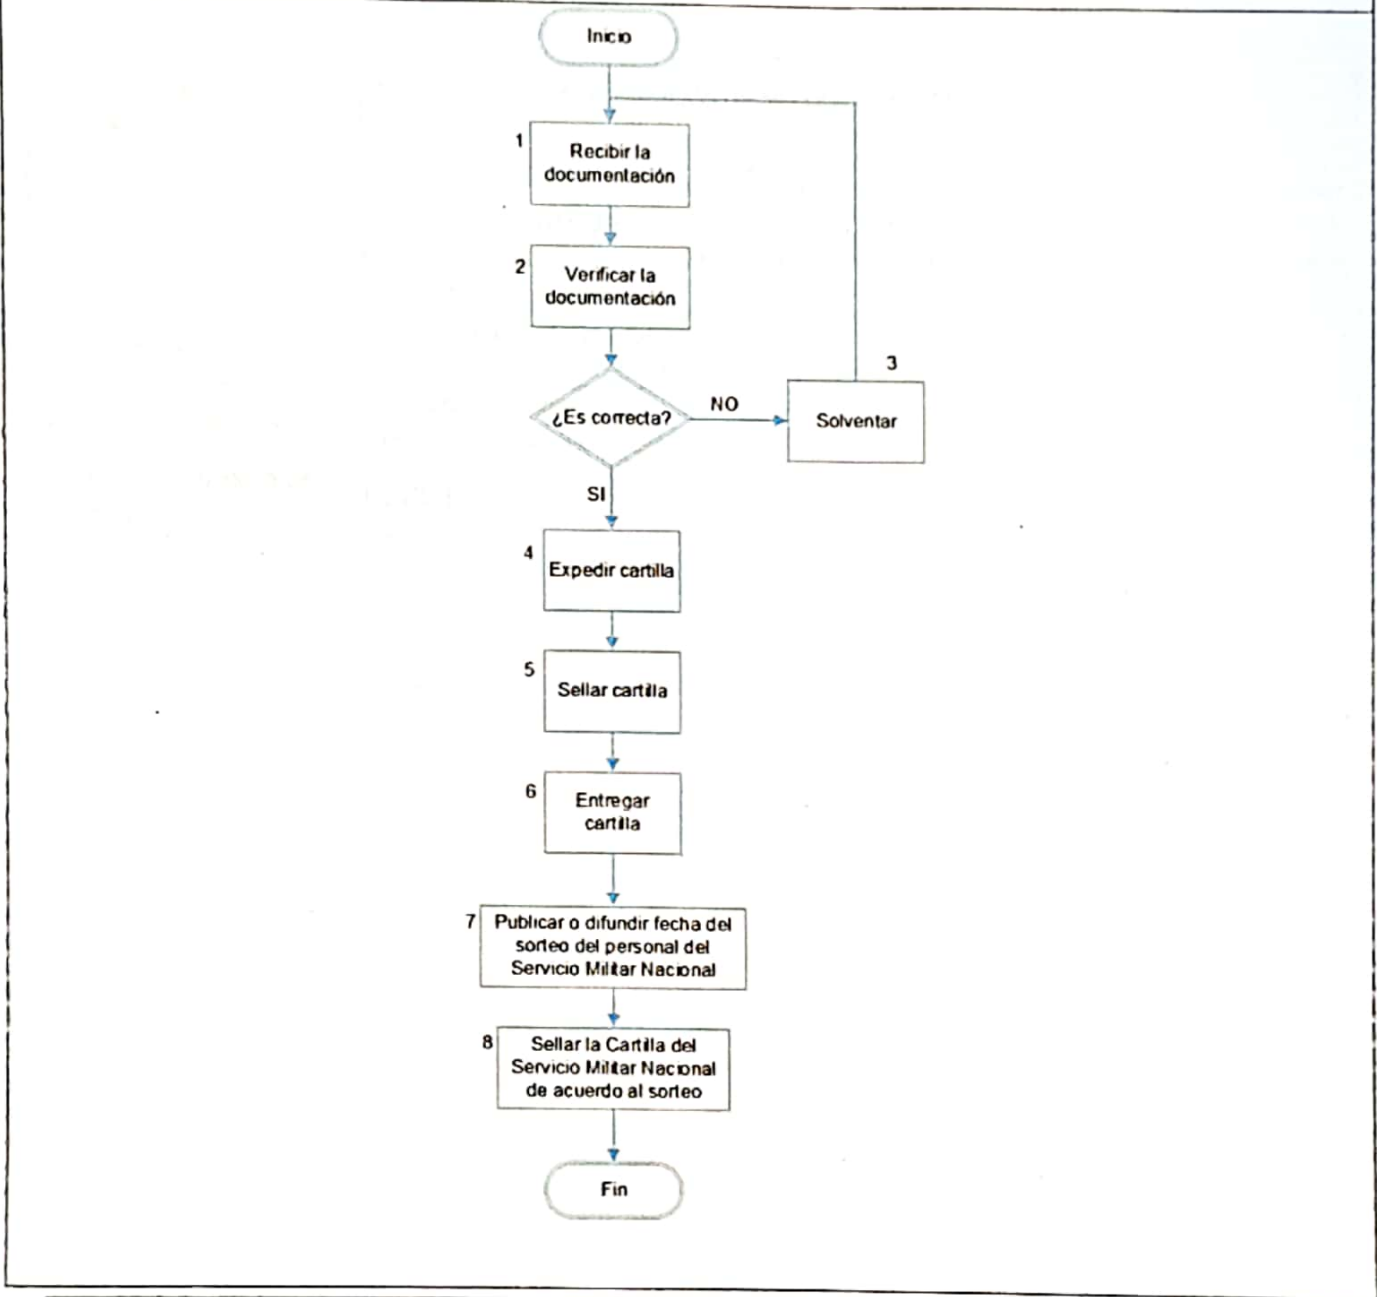 Inicio
1
Recibir la
documentación
2
Verificar la
documentación
¿Es correcta?
NO
3
Solventar
SI
4
Expedir cartilla
5
Sellar cartilla
6
Entregar
cartilla
7
Publicar o difundir fecha del
sorteo del personal del
Servicio Militar Nacional
8
Sellar la Cartilla del
Servicio Militar Nacional
de acuerdo al sorteo
Fin